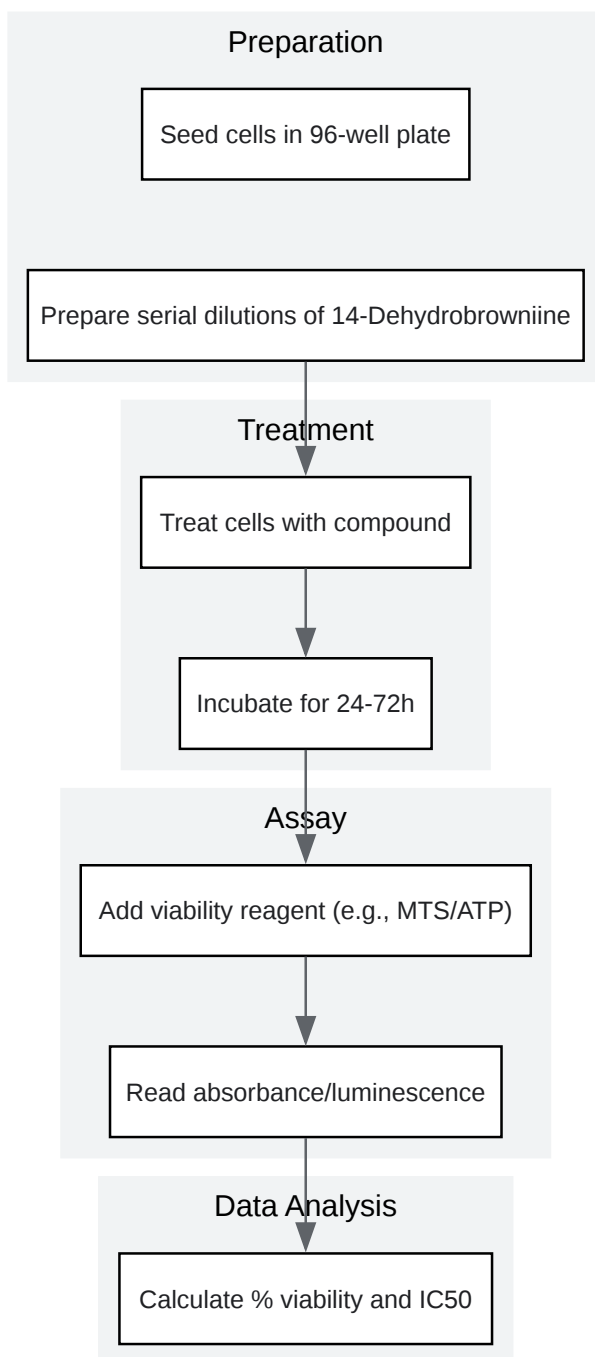 Preparation
Seed cells in 96-well plate
Prepare serial dilutions of 14-Dehydrobrowniine
Treatment
Treat cells with compound
Incubate for 24-72h
Assay
Add viability reagent (e.g., MTS/ATP)
Read absorbance/luminescence
Data Analysis
Calculate % viability and IC50